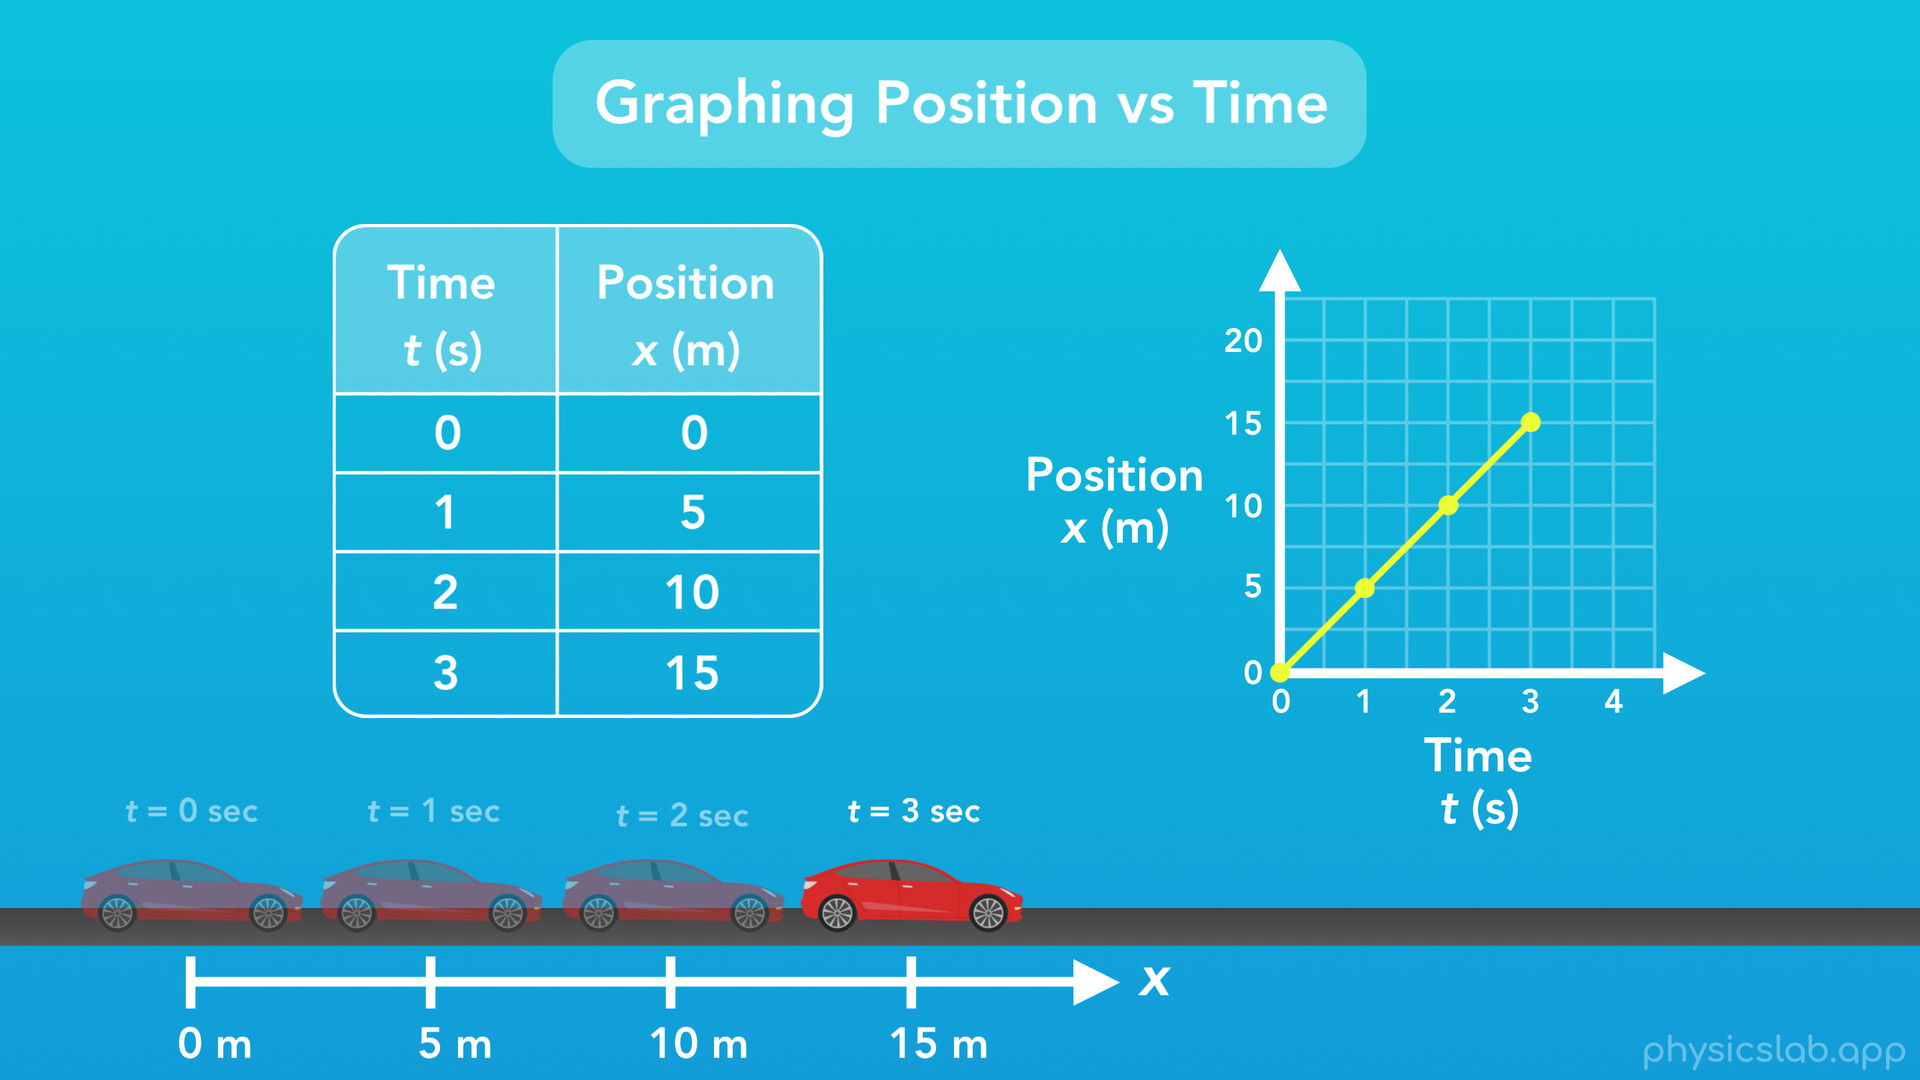 Graphing Position vs Time
Time Position
t (s) x (m)
0 0
1 5
2 10
3 15
20
15
10
5
0
Position
x (m)
0 1 2 3 4
Time
t (s)
t = 0 sec t = 1 sec t = 2 sec t = 3 sec
x
0 m 5 m 10 m 15 m
physicslab.app